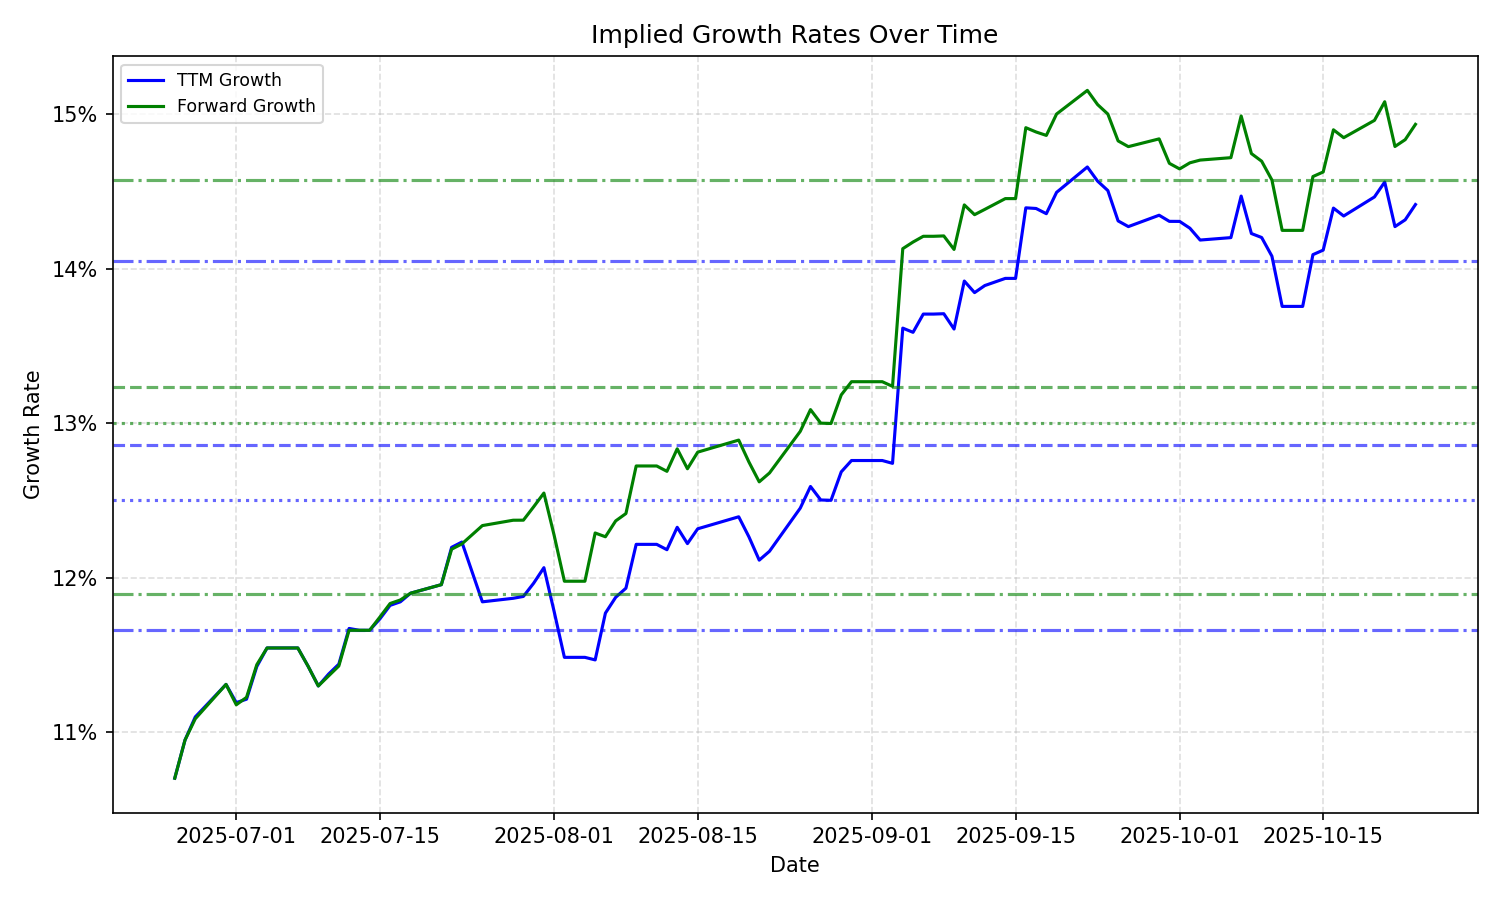 Implied Growth Rates Over Time
TTM Growth
Forward Growth
15%
14%
13%
12%
11%
Growth Rate
2025-07-01
2025-07-15
2025-08-01
2025-08-15
2025-09-01
2025-09-15
2025-10-01
2025-10-15
Date